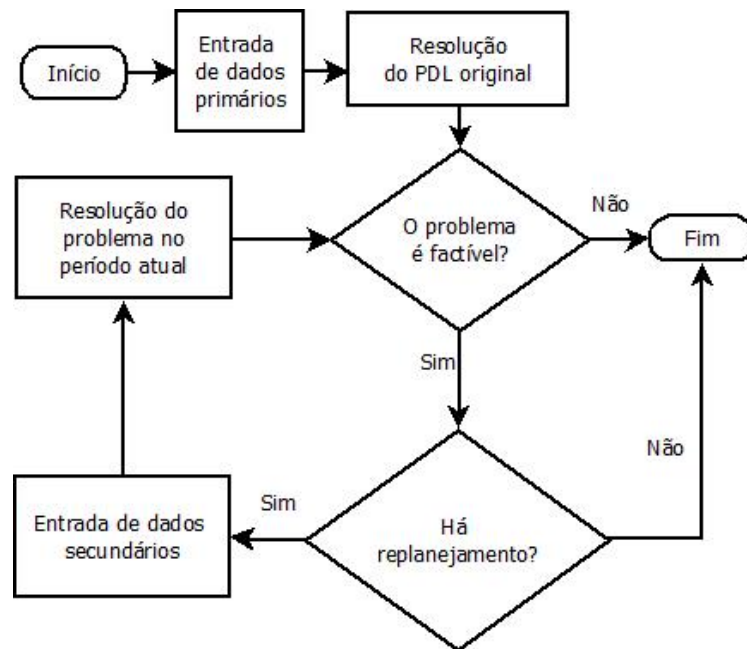 Início
Entrada
de dados
primários
Resolução
do PDL original
Resolução do
problema no
período atual
O problema
é factível?
Não
Fim
Sim
Não
Entrada de dados
secundários
Sim
Há
replanejamento?